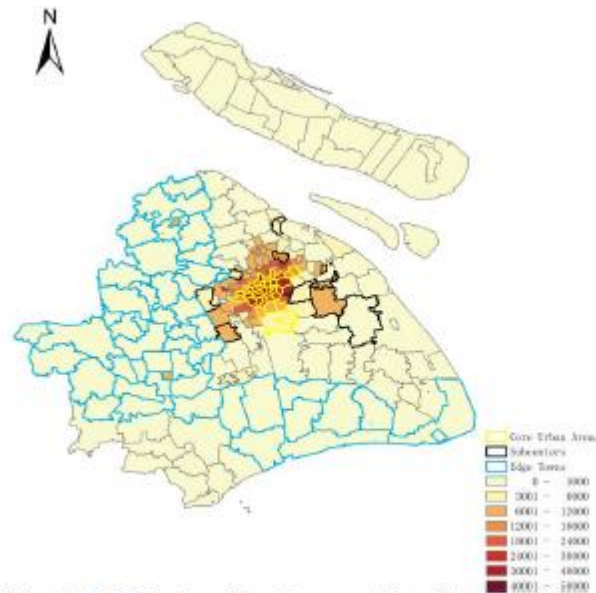 N
Core Urban Area
Subcenters
Edge Towns
0 - 3000
3001 - 6000
6001 - 12000
12001 - 18000
18001 - 24000
24001 - 30000
30001 - 40000
40001 - 50000